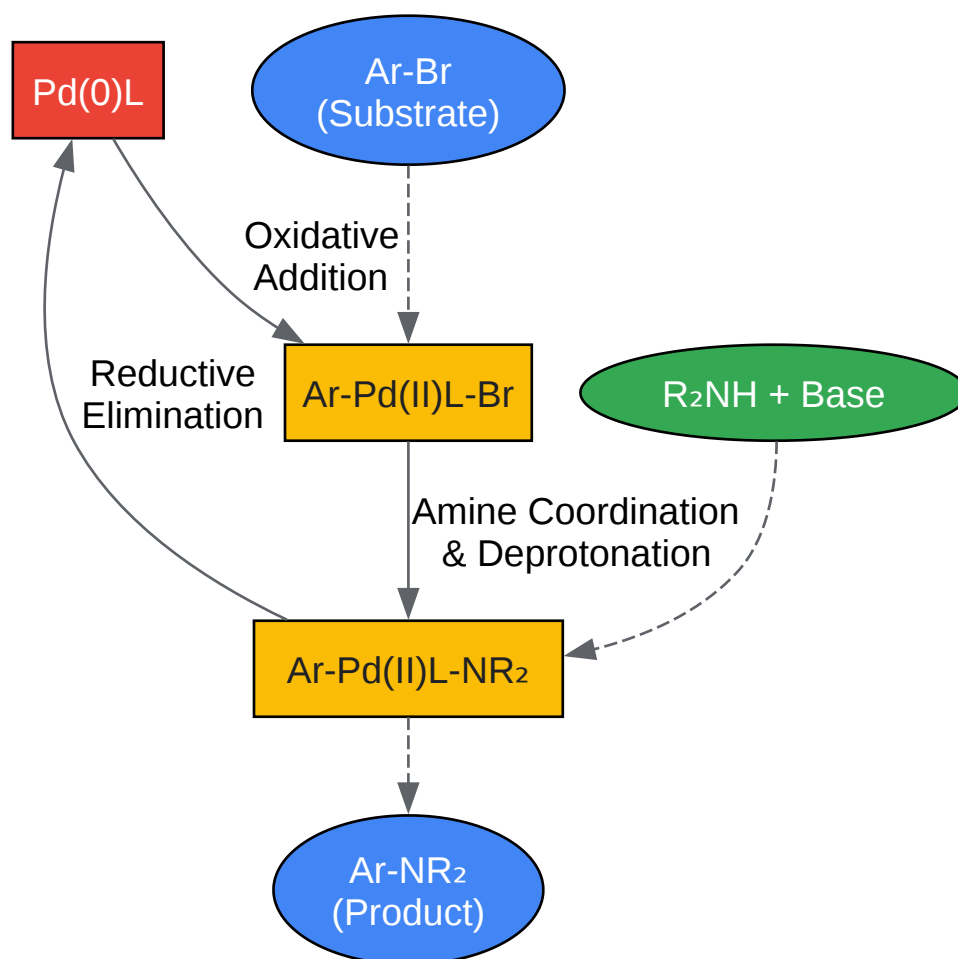 Pd(0)L
Ar-Br
(Substrate)
Oxidative
Addition
Reductive
Elimination
Ar-Pd(II)L-Br
R₂NH + Base
Amine Coordination
& Deprotonation
Ar-Pd(II)L-NR₂
Ar-NR₂
(Product)